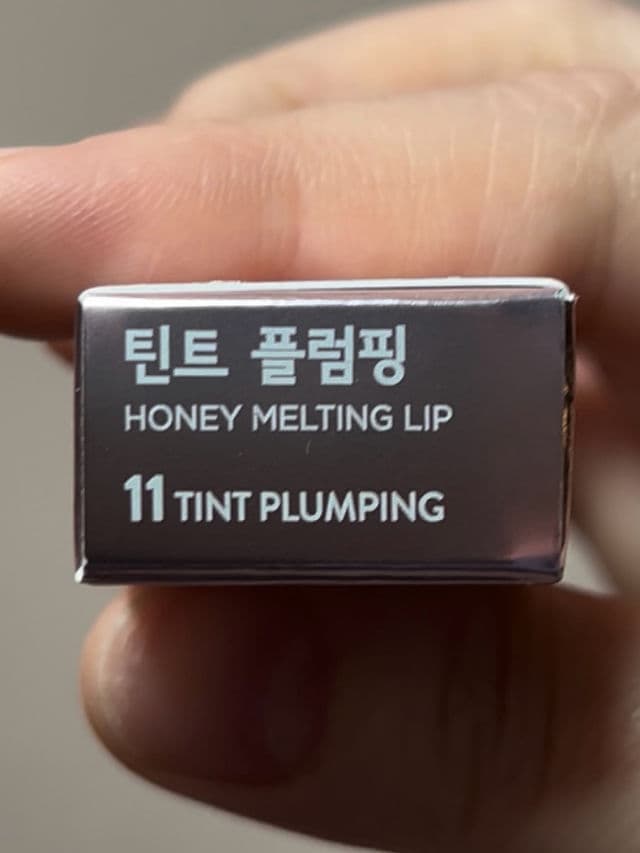 틴트 플럼핑
HONEY MELTING LIP
11 TINT PLUMPING